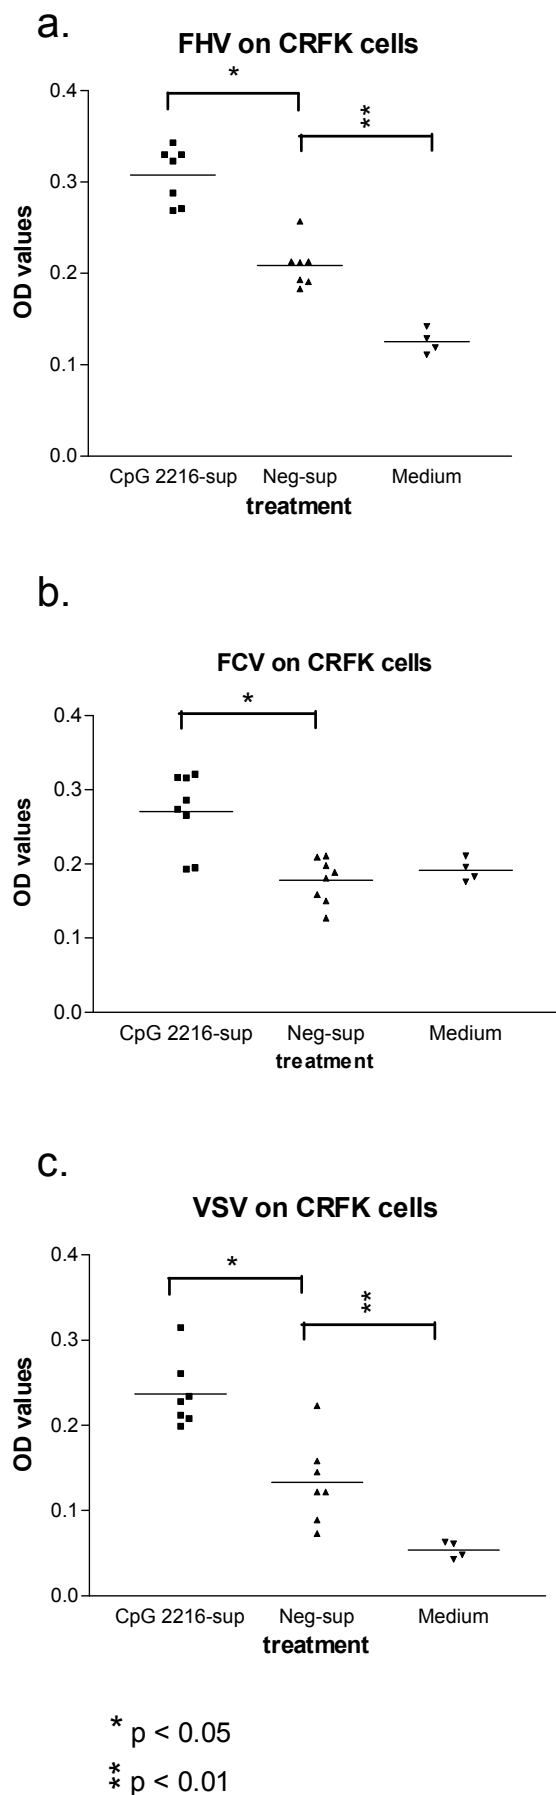 a.
FHV on CRFK cells
*
**
0.4
0.3
0.2
0.1
0.0
OD values
CpG 2216-sup Neg-sup Medium
treatment
b.
FCV on CRFK cells
*
0.4
0.3
0.2
0.1
0.0
OD values
CpG 2216-sup Neg-sup Medium
treatment
c.
VSV on CRFK cells
*
**
0.4
0.3
0.2
0.1
0.0
OD values
CpG 2216-sup Neg-sup Medium
treatment
* p < 0.05
** p < 0.01